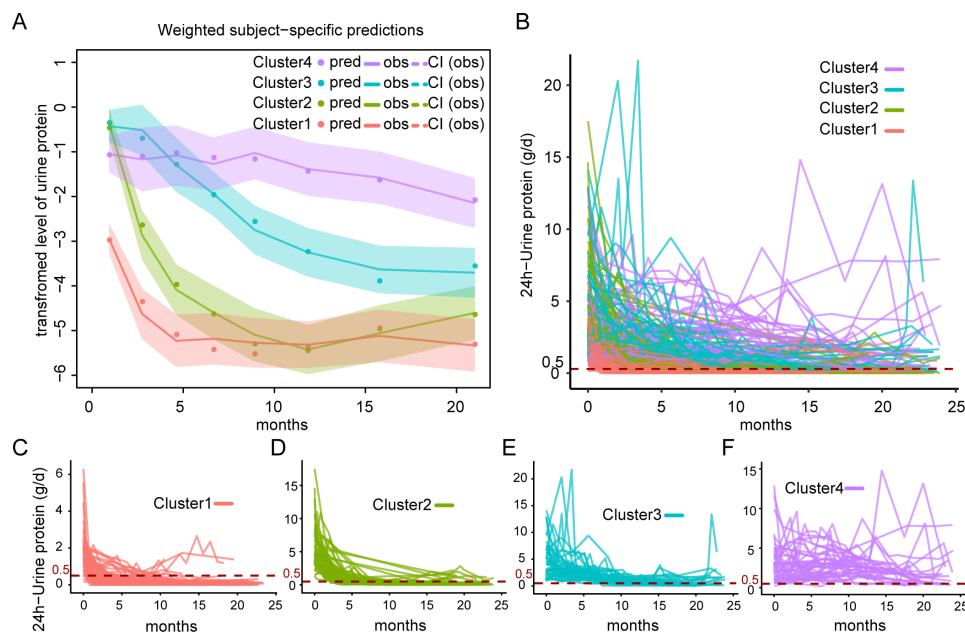 A
Weighted subject-specific predictions
Cluster4 pred obs CI (obs)
Cluster3 pred obs CI (obs)
Cluster2 pred obs CI (obs)
Cluster1 pred obs CI (obs)
transfromed level of urine protein
1
0
-1
-2
-3
-4
-5
-6
0 5 10 15 20
months
B
Cluster4
Cluster3
Cluster2
Cluster1
24h-Urine protein (g/d)
20
15
10
5
0.5
0
0 5 10 15 20 25
months
C
Cluster1
24h-Urine protein (g/d)
6
4
2
0.5
0
0 5 10 15 20 25
months
D
Cluster2
15
10
5
0.5
0
0 5 10 15 20 25
months
E
Cluster3
20
15
10
5
0.5
0
0 5 10 15 20 25
months
F
Cluster4
15
10
5
0.5
0
0 5 10 15 20 25
months